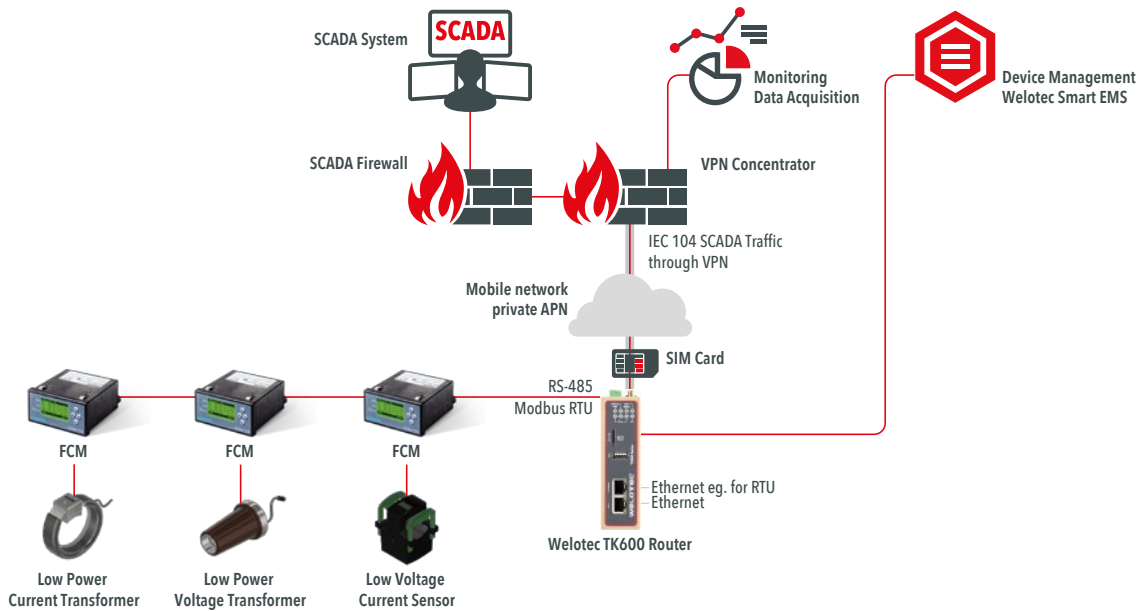 SCADA System
SCADA
Monitoring
Data Acquisition
Device Management
Welotec Smart EMS
SCADA Firewall
VPN Concentrator
IEC 104 SCADA Traffic
through VPN
Mobile network
private APN
SIM Card
RS-485
Modbus RTU
FCM
FCM
FCM
WELOTEC
Ethernet eg. for RTU
Ethernet
Welotec TK600 Router
Low Power
Current Transformer
Low Power
Voltage Transformer
Low Voltage
Current Sensor